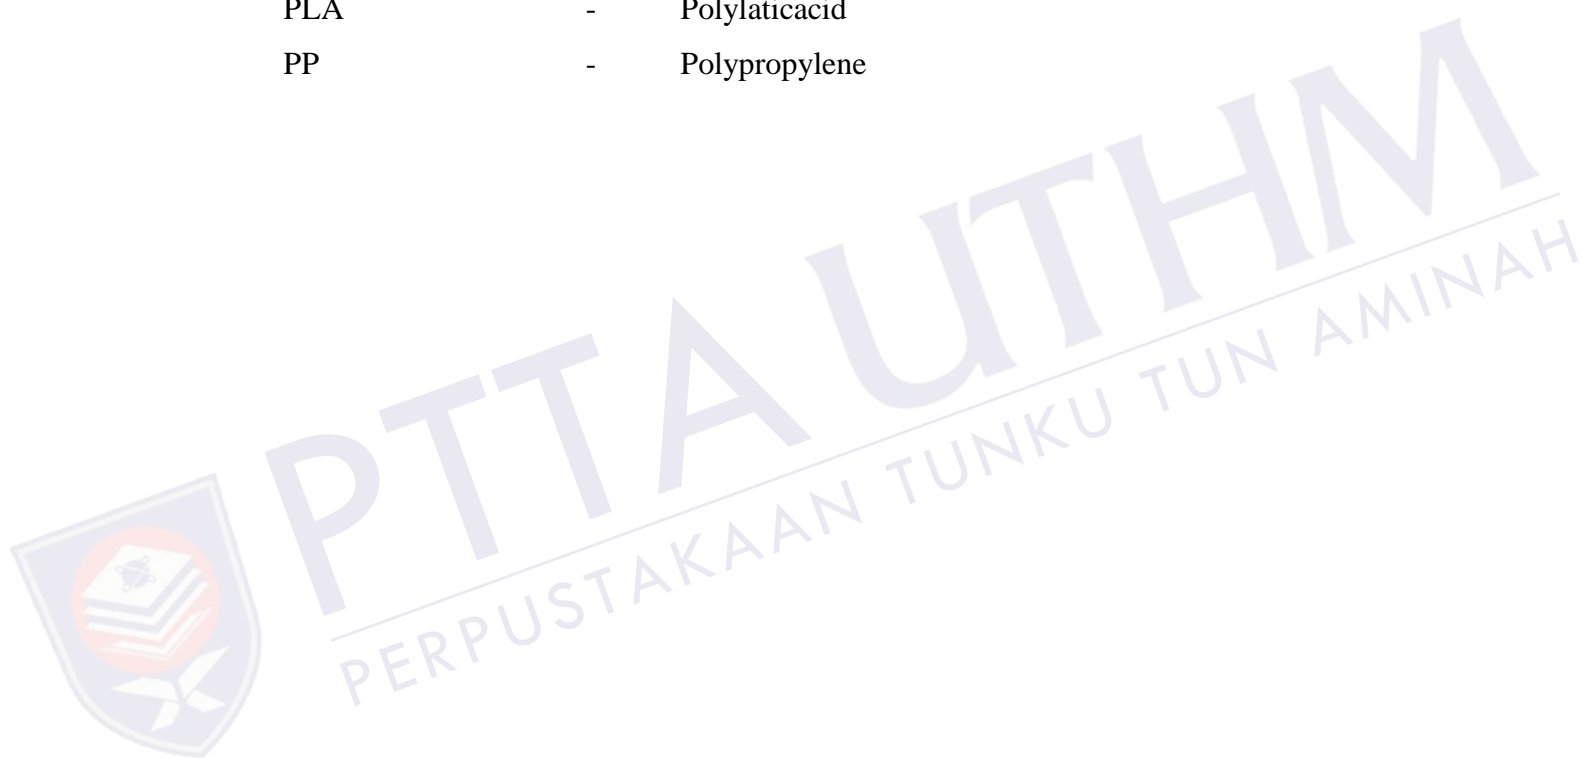 PLA - Polylaticacid
PP - Polypropylene
PTTA UTHM
PERPUSTAKAAN TUNKU TUN AMINAH